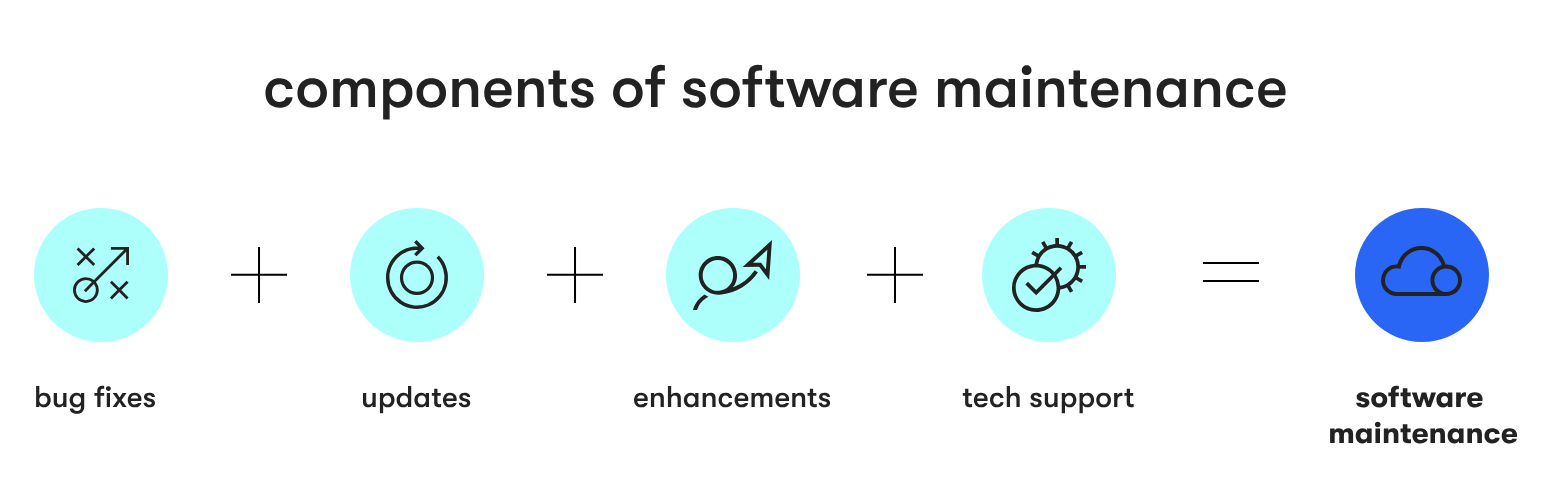 components of software maintenance
bug fixes
updates
enhancements
tech support
software
maintenance